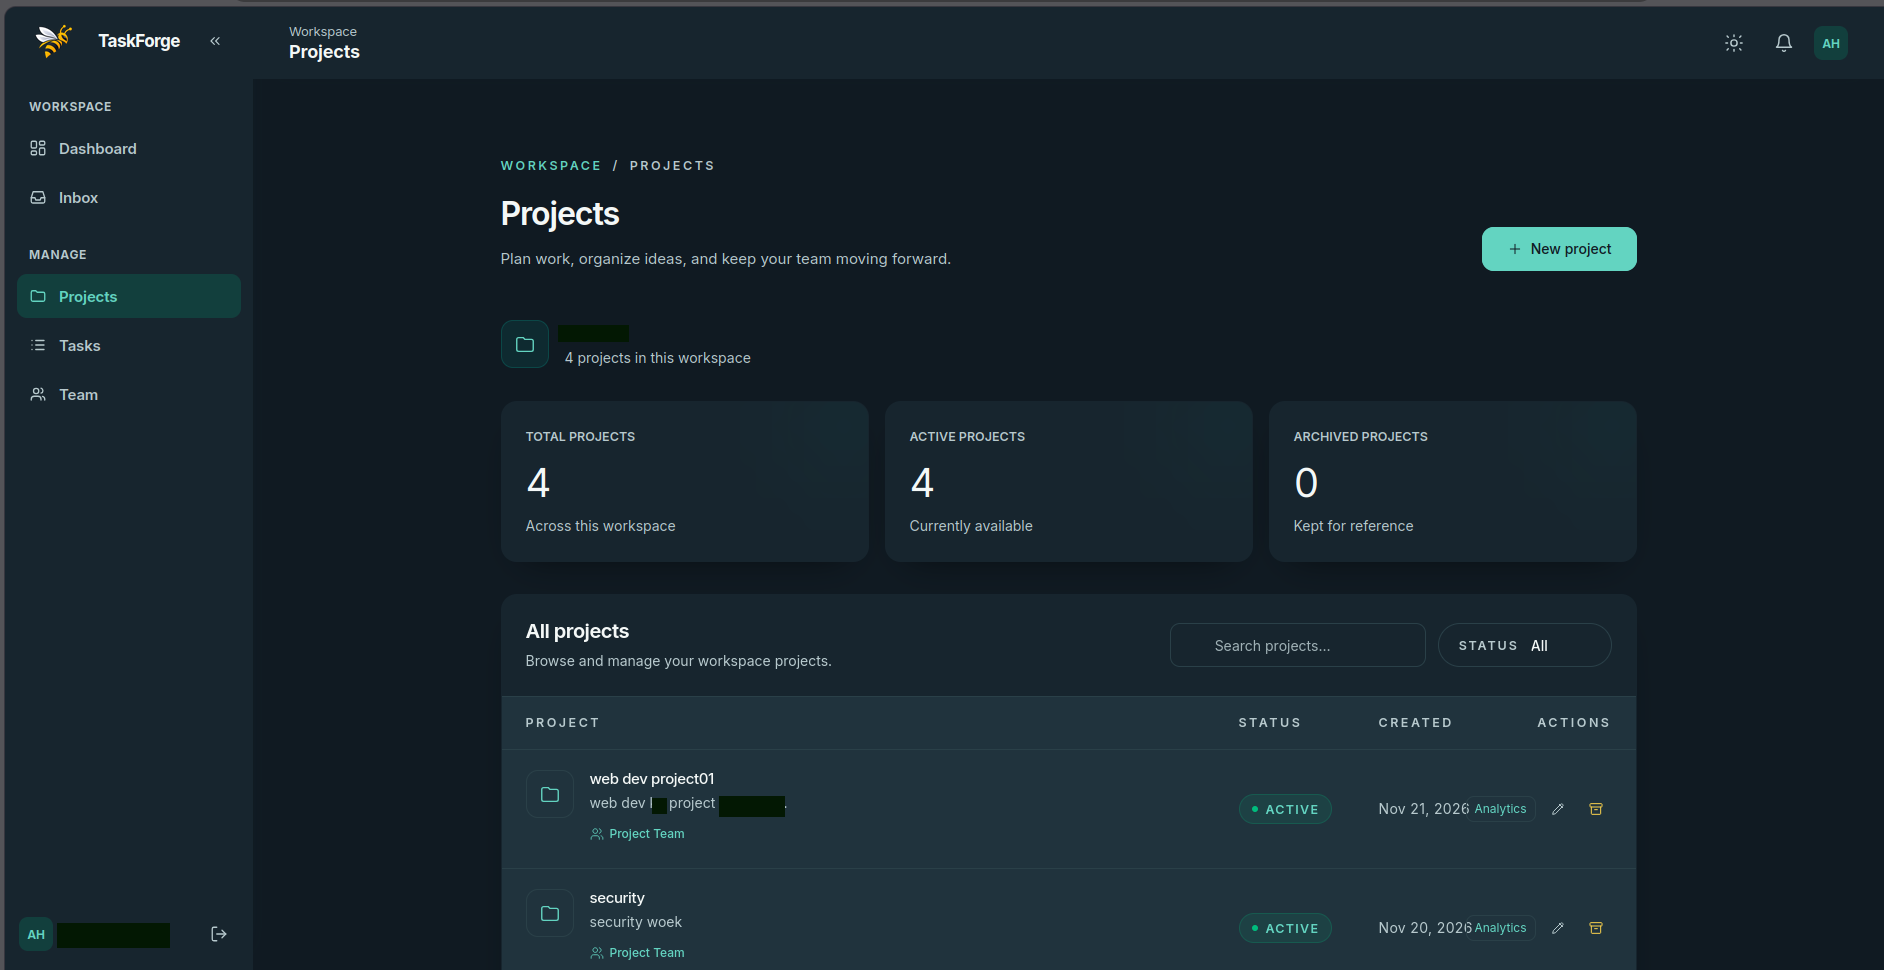 TaskForge
Workspace
Projects
AH
WORKSPACE
Dashboard
Inbox
MANAGE
Projects
Tasks
Team
AH
WORKSPACE / PROJECTS
Projects
Plan work, organize ideas, and keep your team moving forward.
New project
4 projects in this workspace
TOTAL PROJECTS
4
Across this workspace
ACTIVE PROJECTS
4
Currently available
ARCHIVED PROJECTS
0
Kept for reference
All projects
Browse and manage your workspace projects.
Search projects...
STATUS All
PROJECT STATUS CREATED ACTIONS
web dev project01
web dev project .
Project Team
ACTIVE
Nov 21, 2026
Analytics
security
security woek
Project Team
ACTIVE
Nov 20, 2026
Analytics